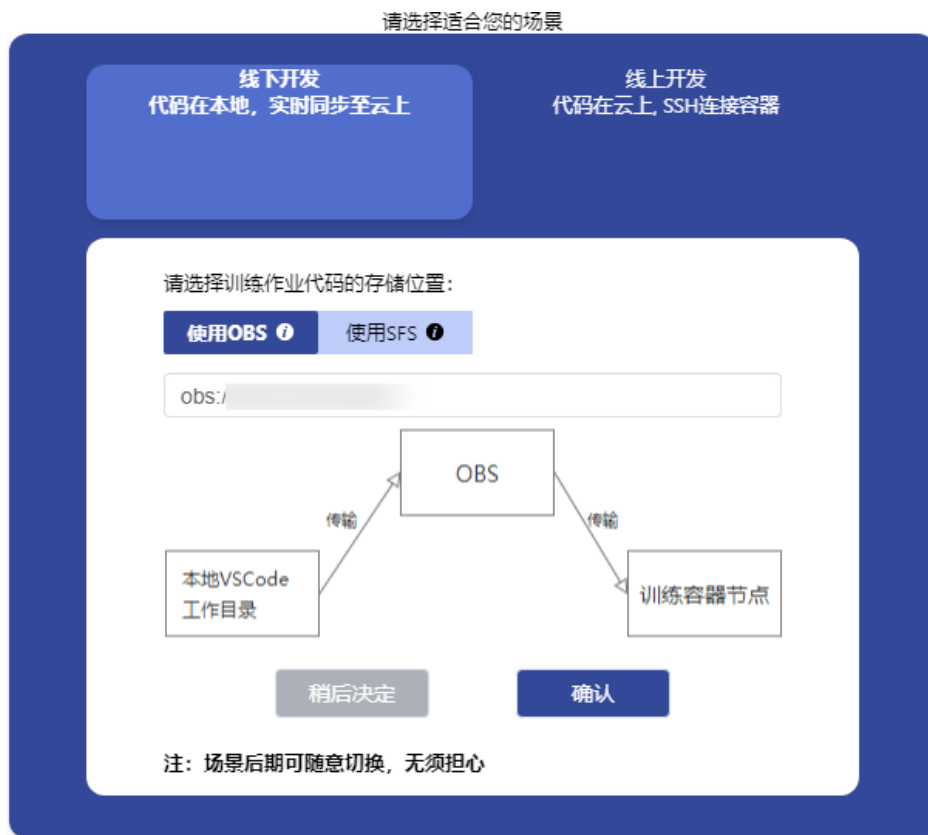 请选择适合您的场景
线下开发
代码在本地，实时同步至云上
线上开发
代码在云上, SSH连接容器
请选择训练作业代码的存储位置：
使用OBS
使用SFS
obs:/
OBS
传输
传输
本地VSCode
工作目录
训练容器节点
稍后决定
确认
注：场景后期可随意切换，无须担心